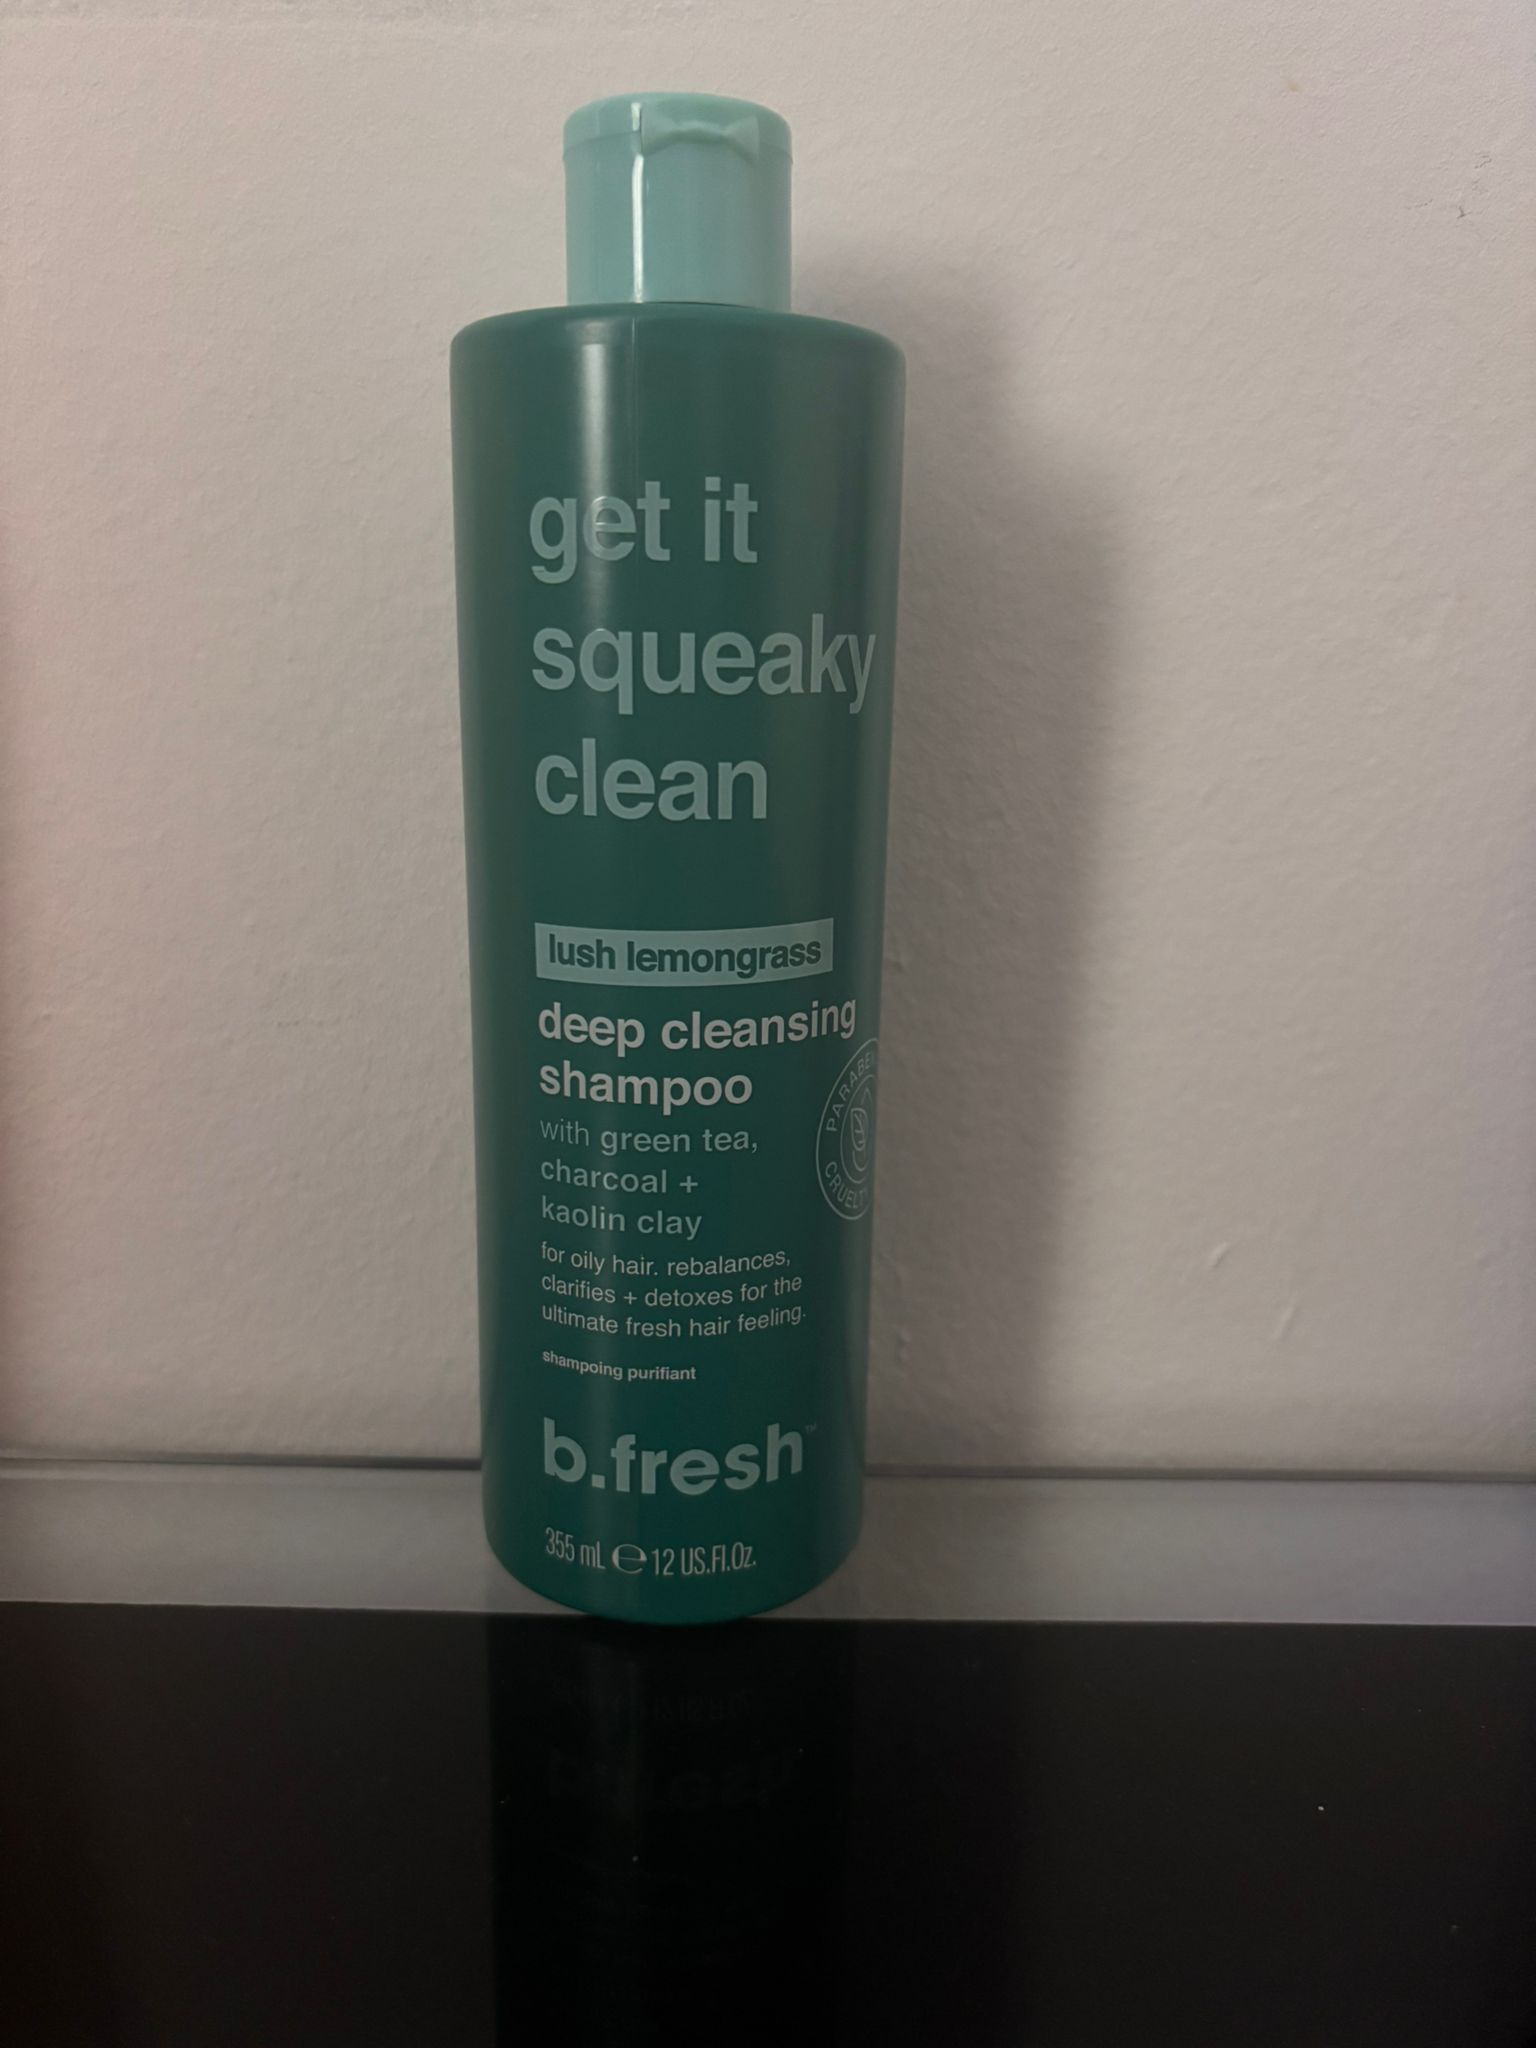 get it
squeaky
clean
lush lemongrass
deep cleansing
shampoo
with green tea,
charcoal +
kaolin clay
for oily hair. rebalances,
clarifies + detoxes for the
ultimate fresh hair feeling.
shampoing purifiant
b.fresh™
355 mL ℮ 12 US.Fl.Oz.